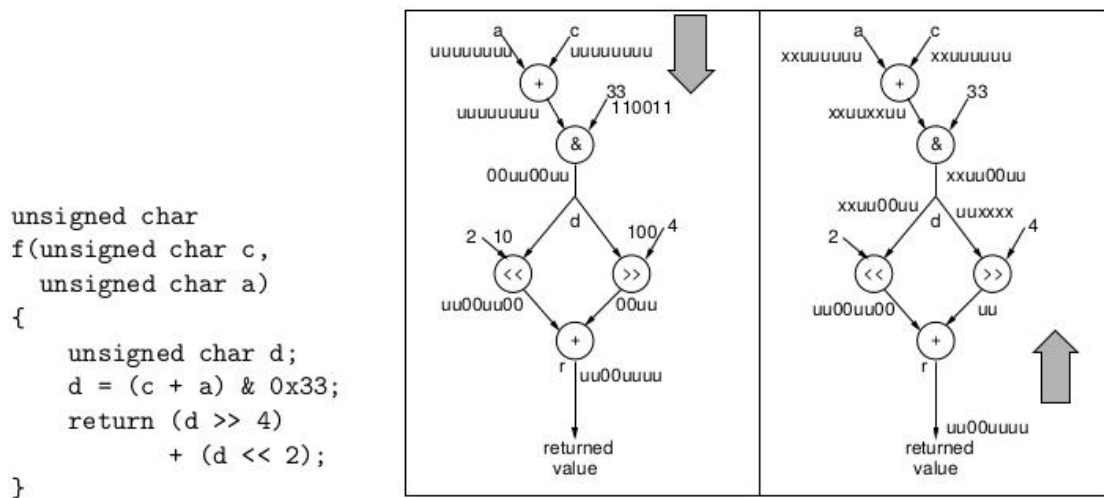 unsigned char
f(unsigned char c,
unsigned char a)
{
unsigned char d;
d = (c + a) & 0x33;
return (d >> 4)
+ (d << 2);
}
a c
uuuuuuuu uuuuuuuu
+
33
uuuuuuuu 110011
&
00uu00uu
d
2 10 100 4
<< >>
uu00uu00 00uu
+
r
uu00uuuu
returned
value
a c
xxuuuuuu xxuuuuuu
+
33
xxuuxxuu
&
xxuu00uu
xxuu00uu uuxxxx
d
2 4
<< >>
uu00uu00 uu
+
r
uu00uuuu
returned
value